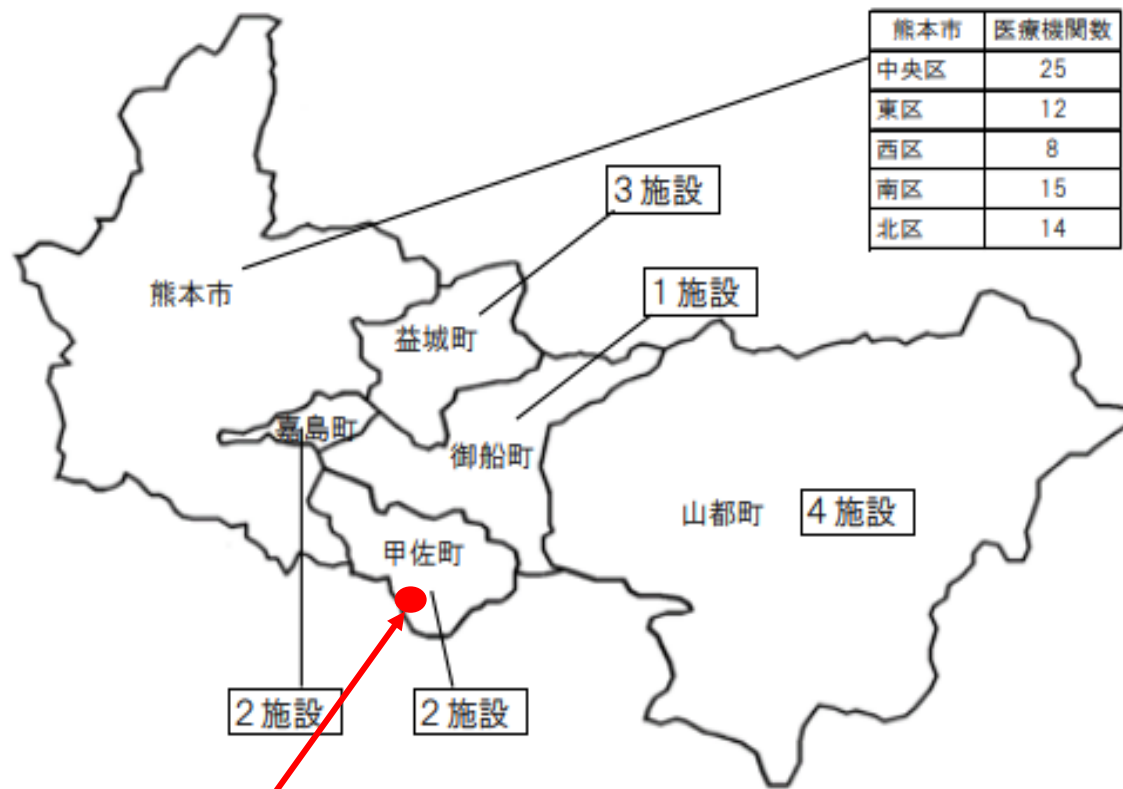 熊本市 医療機関数
中央区 25
東区 12
西区 8
南区 15
北区 14
3施設
1施設
熊本市
益城町
嘉島町
御船町
山都町 4施設
甲佐町
2施設 2施設